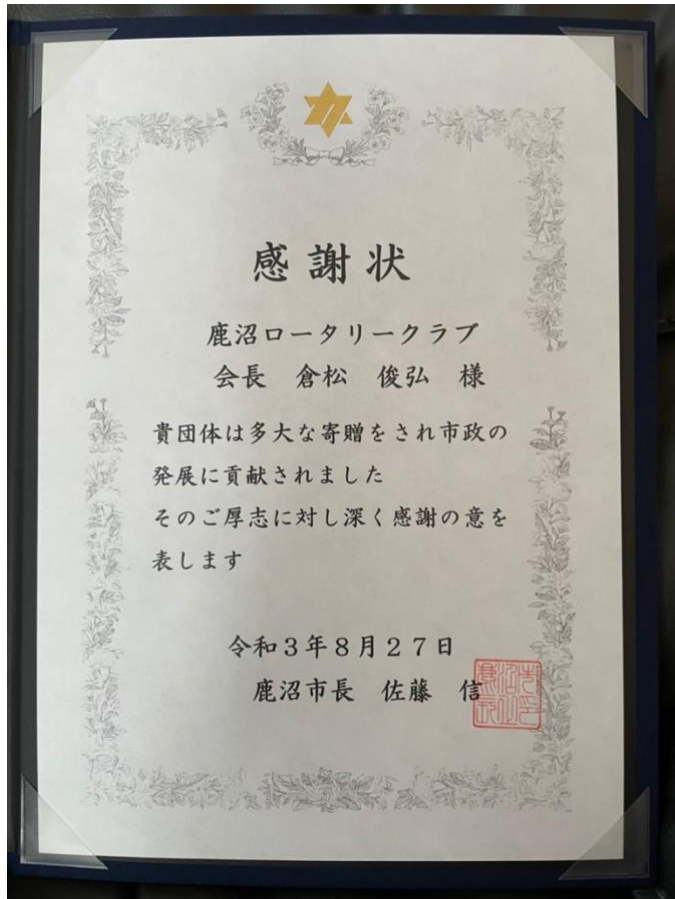 感謝状
鹿沼ロータリークラブ
会長 倉松 俊弘 様
貴団体は多大な寄贈をされ市政の
発展に貢献されました
そのご厚志に対し深く感謝の意を
表します
令和3年8月27日
鹿沼市長 佐藤 信